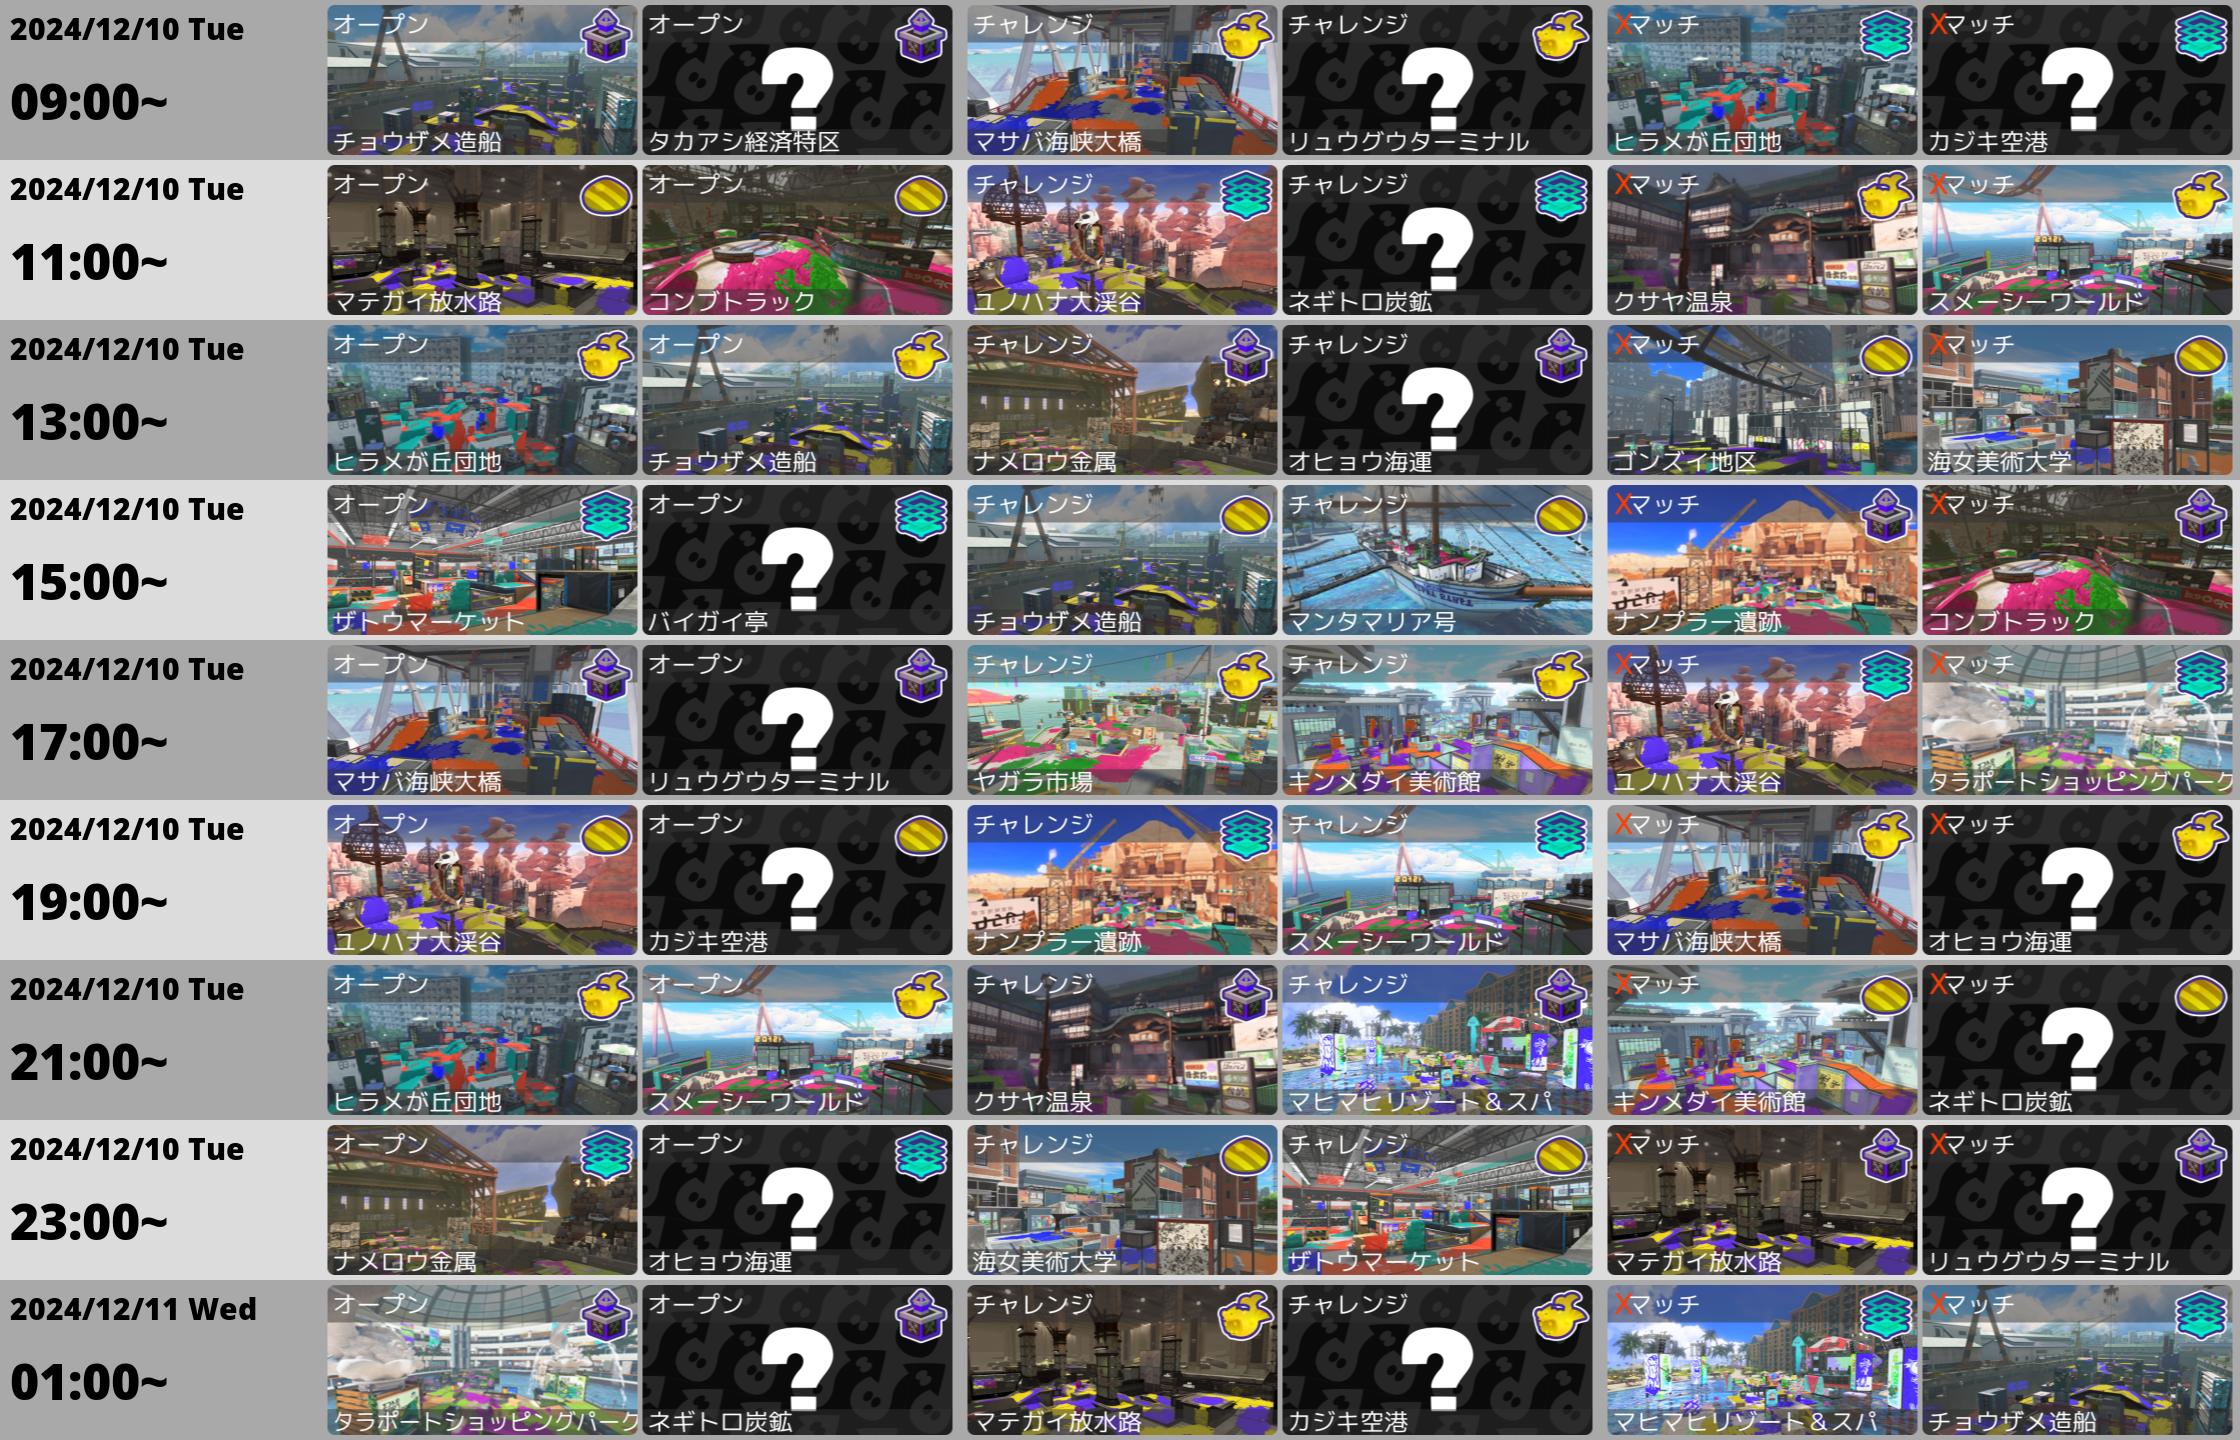 2024/12/10 Tue
09:00~
オープン
チョウザメ造船
オープン
タカアシ経済特区
チャレンジ
マサバ海峡大橋
チャレンジ
リュウグウターミナル
Xマッチ
ヒラメが丘団地
Xマッチ
カジキ空港
2024/12/10 Tue
11:00~
オープン
マテガイ放水路
オープン
コンブトラック
チャレンジ
ユノハナ大渓谷
チャレンジ
ネギトロ炭鉱
Xマッチ
クサヤ温泉
Xマッチ
スメーシーワールド
2024/12/10 Tue
13:00~
オープン
ヒラメが丘団地
オープン
チョウザメ造船
チャレンジ
ナメロウ金属
チャレンジ
オヒョウ海運
Xマッチ
ゴンズイ地区
Xマッチ
海女美術大学
2024/12/10 Tue
15:00~
オープン
ザトウマーケット
オープン
バイガイ亭
チャレンジ
チョウザメ造船
チャレンジ
マンタマリア号
Xマッチ
ナンプラー遺跡
Xマッチ
コンブトラック
2024/12/10 Tue
17:00~
オープン
マサバ海峡大橋
オープン
リュウグウターミナル
チャレンジ
ヤガラ市場
チャレンジ
キンメダイ美術館
Xマッチ
ユノハナ大渓谷
Xマッチ
タラポートショッピングパーク
2024/12/10 Tue
19:00~
オープン
ユノハナ大渓谷
オープン
カジキ空港
チャレンジ
ナンプラー遺跡
チャレンジ
スメーシーワールド
Xマッチ
マサバ海峡大橋
Xマッチ
オヒョウ海運
2024/12/10 Tue
21:00~
オープン
ヒラメが丘団地
オープン
スメーシーワールド
チャレンジ
クサヤ温泉
チャレンジ
マヒマヒリゾート&スパ
Xマッチ
キンメダイ美術館
Xマッチ
ネギトロ炭鉱
2024/12/10 Tue
23:00~
オープン
ナメロウ金属
オープン
オヒョウ海運
チャレンジ
海女美術大学
チャレンジ
ザトウマーケット
Xマッチ
マテガイ放水路
Xマッチ
リュウグウターミナル
2024/12/11 Wed
01:00~
オープン
タラポートショッピングパーク
オープン
ネギトロ炭鉱
チャレンジ
マテガイ放水路
チャレンジ
カジキ空港
Xマッチ
マヒマヒリゾート&スパ
Xマッチ
チョウザメ造船